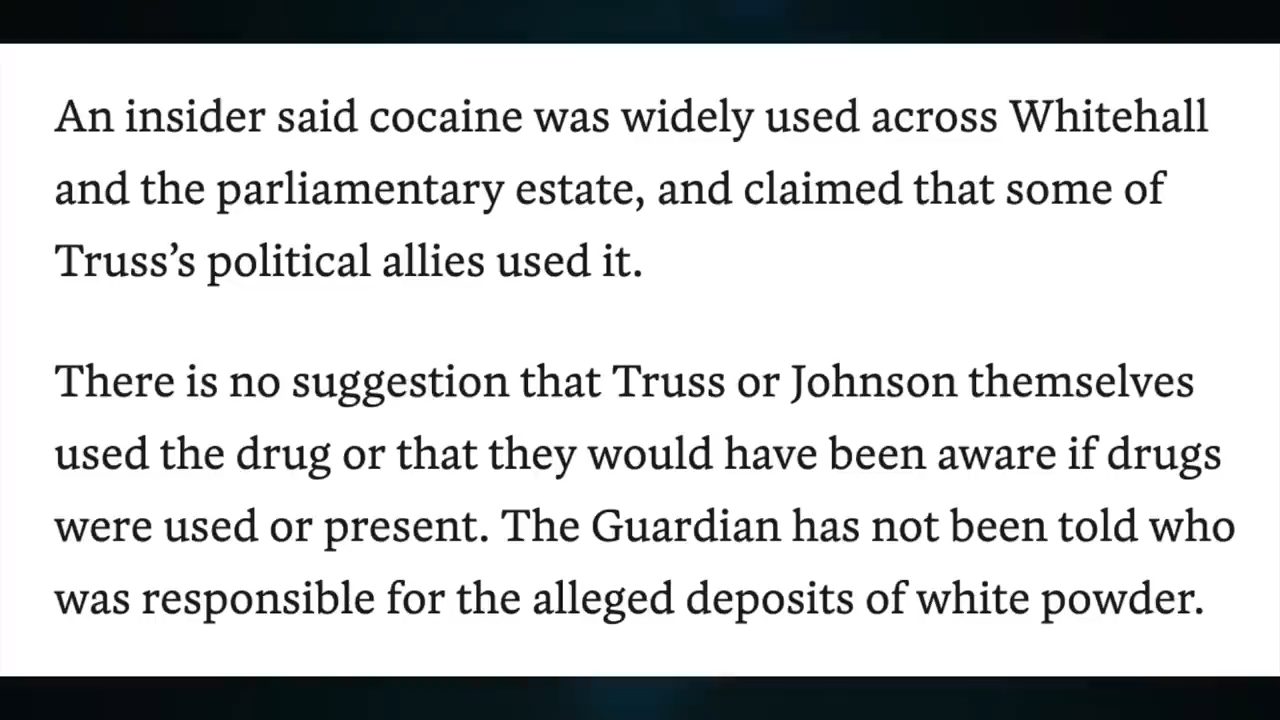 An insider said cocaine was widely used across Whitehall
and the parliamentary estate, and claimed that some of
Truss’s political allies used it.
There is no suggestion that Truss or Johnson themselves
used the drug or that they would have been aware if drugs
were used or present. The Guardian has not been told who
was responsible for the alleged deposits of white powder.